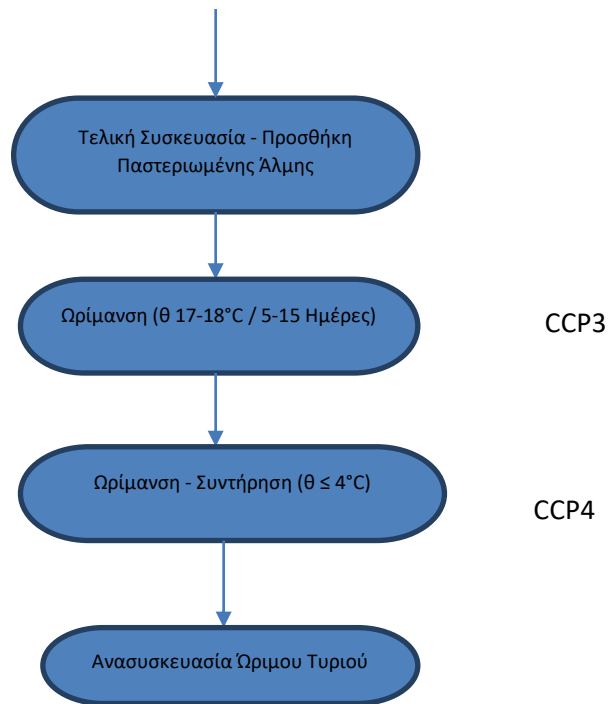 Τελική Συσκευασία - Προσθήκη
Παστεριωμένης Άλμης
Ωρίμανση (θ 17-18°C / 5-15 Ημέρες)
CCP3
Ωρίμανση - Συντήρηση (θ ≤ 4°C)
CCP4
Ανασυσκευασία Ώριμου Τυριού